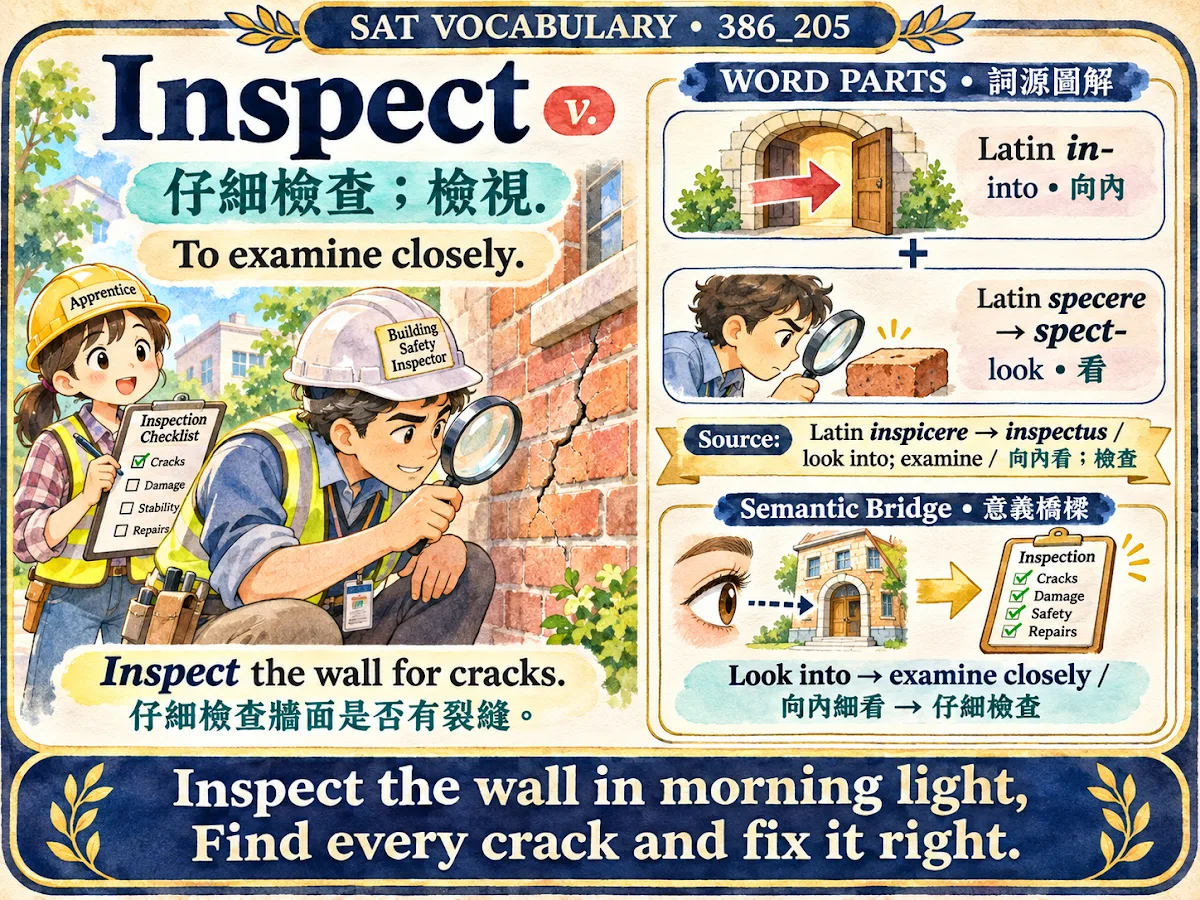 SAT VOCABULARY • 386_205
Inspect v.
仔細檢查；檢視.
To examine closely.
Apprentice
Building
Safety
Inspector
Inspection
Checklist
Cracks
Damage
Stability
Repairs
Inspect the wall for cracks.
仔細檢查牆面是否有裂縫。
WORD PARTS • 詞源圖解
Latin in-
into • 向內
+
Latin specere
→ spect-
look • 看
Source: Latin inspicere → inspectus /
look into; examine / 向內看；檢查
Semantic Bridge • 意義橋樑
Inspection
Cracks
Damage
Safety
Repairs
Look into → examine closely /
向內細看 → 仔細檢查
Inspect the wall in morning light,
Find every crack and fix it right.